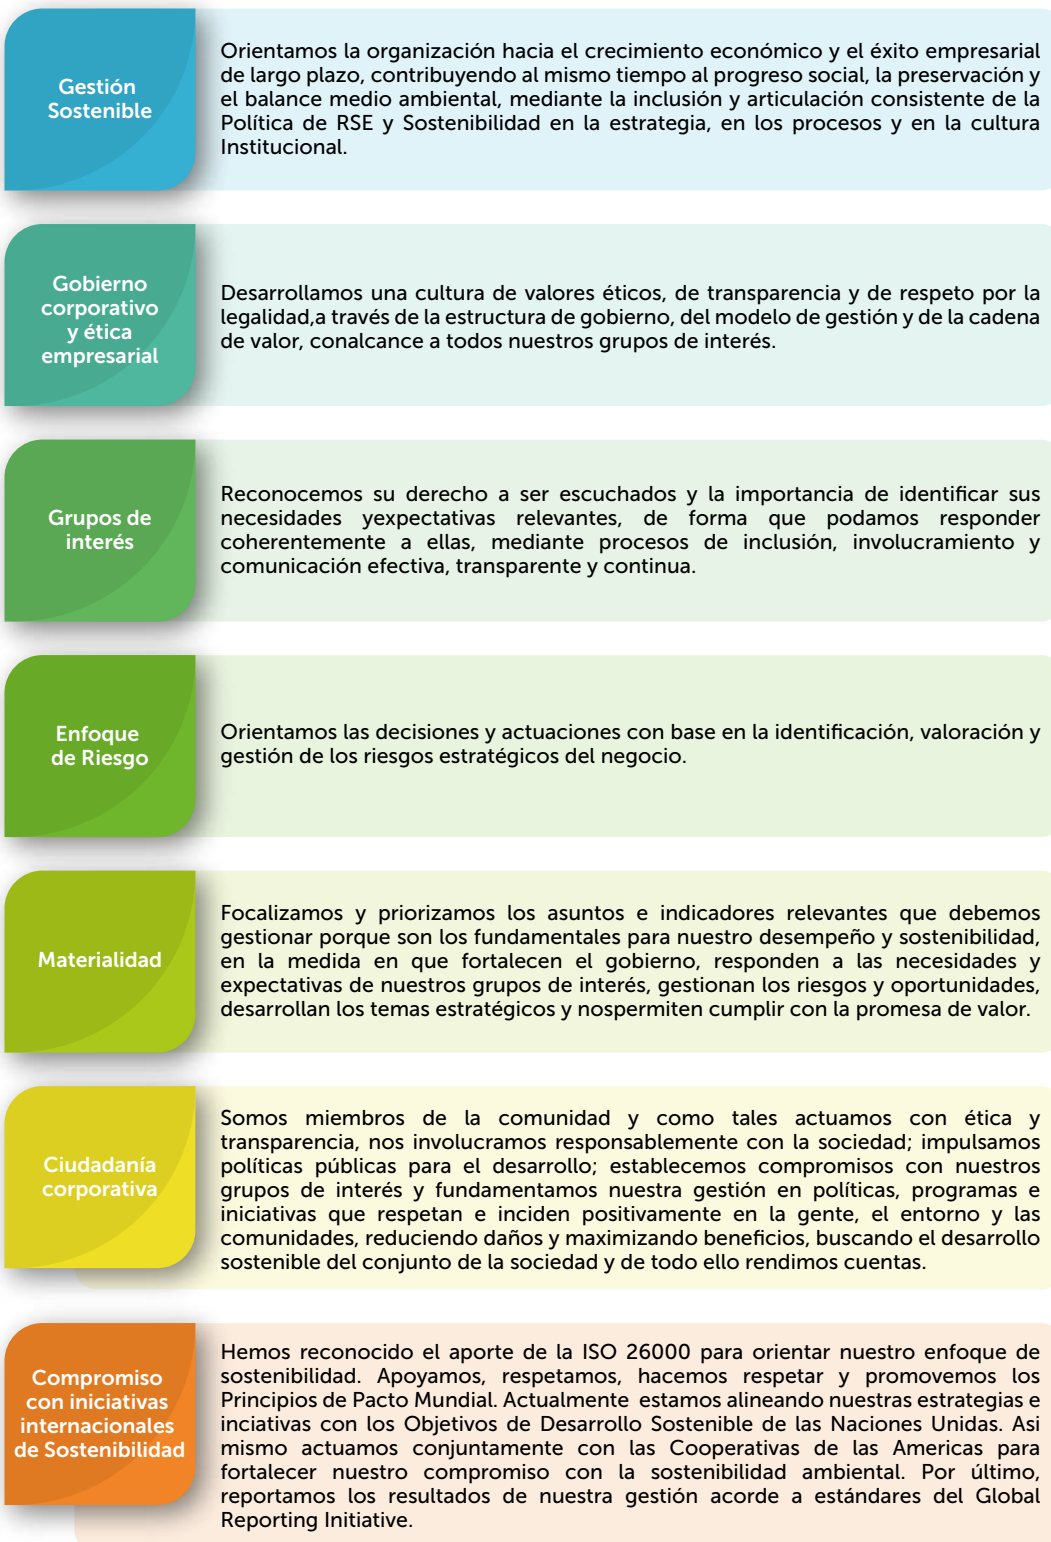 Gestión
Sostenible
Orientamos la organización hacia el crecimiento económico y el éxito empresarial
de largo plazo, contribuyendo al mismo tiempo al progreso social, la preservación y
el balance medio ambiental, mediante la inclusión y articulación consistente de la
Política de RSE y Sostenibilidad en la estrategia, en los procesos y en la cultura
Institucional.
Gobierno
corporativo
y ética
empresarial
Desarrollamos una cultura de valores éticos, de transparencia y de respeto por la
legalidad,a través de la estructura de gobierno, del modelo de gestión y de la cadena
de valor, conalcance a todos nuestros grupos de interés.
Grupos de
interés
Reconocemos su derecho a ser escuchados y la importancia de identificar sus
necesidades yexpectativas relevantes, de forma que podamos responder
coherentemente a ellas, mediante procesos de inclusión, involucramiento y
comunicación efectiva, transparente y continua.
Enfoque
de Riesgo
Orientamos las decisiones y actuaciones con base en la identificación, valoración y
gestión de los riesgos estratégicos del negocio.
Materialidad
Focalizamos y priorizamos los asuntos e indicadores relevantes que debemos
gestionar porque son los fundamentales para nuestro desempeño y sostenibilidad,
en la medida en que fortalecen el gobierno, responden a las necesidades y
expectativas de nuestros grupos de interés, gestionan los riesgos y oportunidades,
desarrollan los temas estratégicos y nospermiten cumplir con la promesa de valor.
Ciudadanía
corporativa
Somos miembros de la comunidad y como tales actuamos con ética y
transparencia, nos involucramos responsablemente con la sociedad; impulsamos
políticas públicas para el desarrollo; establecemos compromisos con nuestros
grupos de interés y fundamentamos nuestra gestión en políticas, programas e
iniciativas que respetan e inciden positivamente en la gente, el entorno y las
comunidades, reduciendo daños y maximizando beneficios, buscando el desarrollo
sostenible del conjunto de la sociedad y de todo ello rendimos cuentas.
Compromiso
con iniciativas
internacionales
de Sostenibilidad
Hemos reconocido el aporte de la ISO 26000 para orientar nuestro enfoque de
sostenibilidad. Apoyamos, respetamos, hacemos respetar y promovemos los
Principios de Pacto Mundial. Actualmente estamos alineando nuestras estrategias e
inciativas con los Objetivos de Desarrollo Sostenible de las Naciones Unidas. Asi
mismo actuamos conjuntamente con las Cooperativas de las Americas para
fortalecer nuestro compromiso con la sostenibilidad ambiental. Por último,
reportamos los resultados de nuestra gestión acorde a estándares del Global
Reporting Initiative.